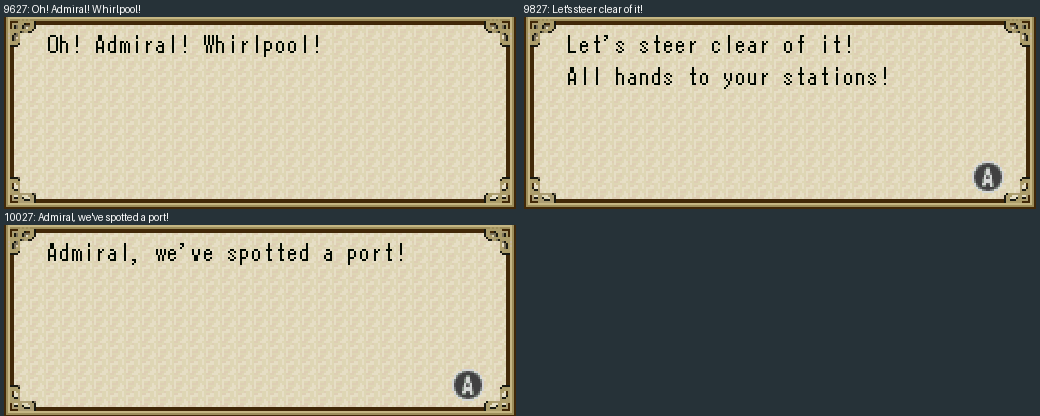 9627: Oh! Admiral! Whirlpool!
Oh! Admiral! Whirlpool!
9827: Let's steer clear of it!
Let's steer clear of it!
All hands to your stations!
A
10027: Admiral, we've spotted a port!
Admiral, we've spotted a port!
A